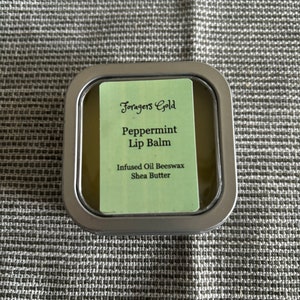 Foragers Gold
Peppermint
Lip Balm
Infused Oil Beeswax
Shea Butter